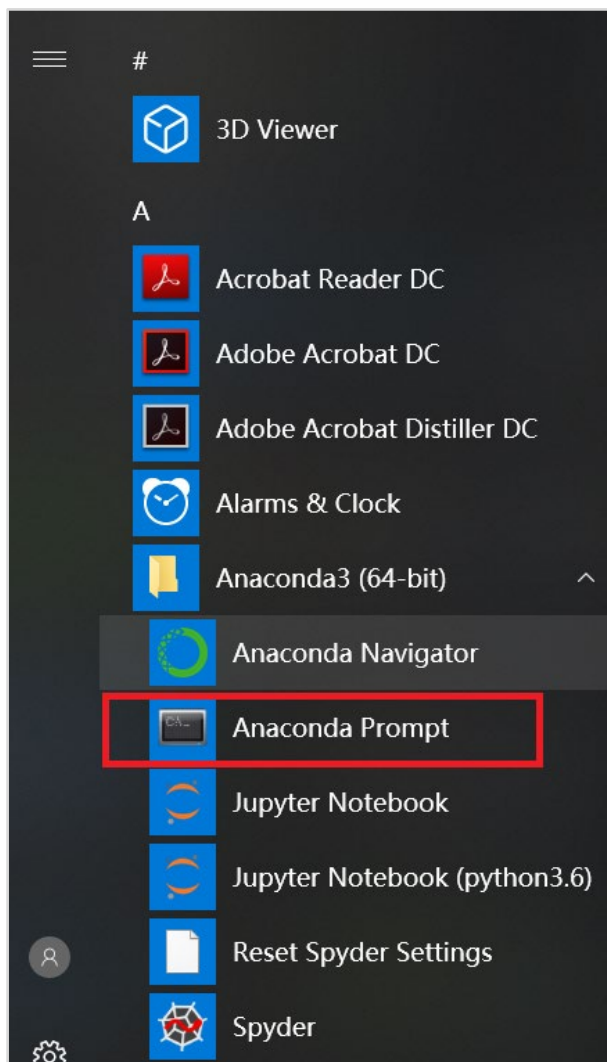 #
3D Viewer
A
Acrobat Reader DC
Adobe Acrobat DC
Adobe Acrobat Distiller DC
Alarms & Clock
Anaconda3 (64-bit)
Anaconda Navigator
C:\_
Anaconda Prompt
Jupyter Notebook
Jupyter Notebook (python3.6)
Reset Spyder Settings
Spyder